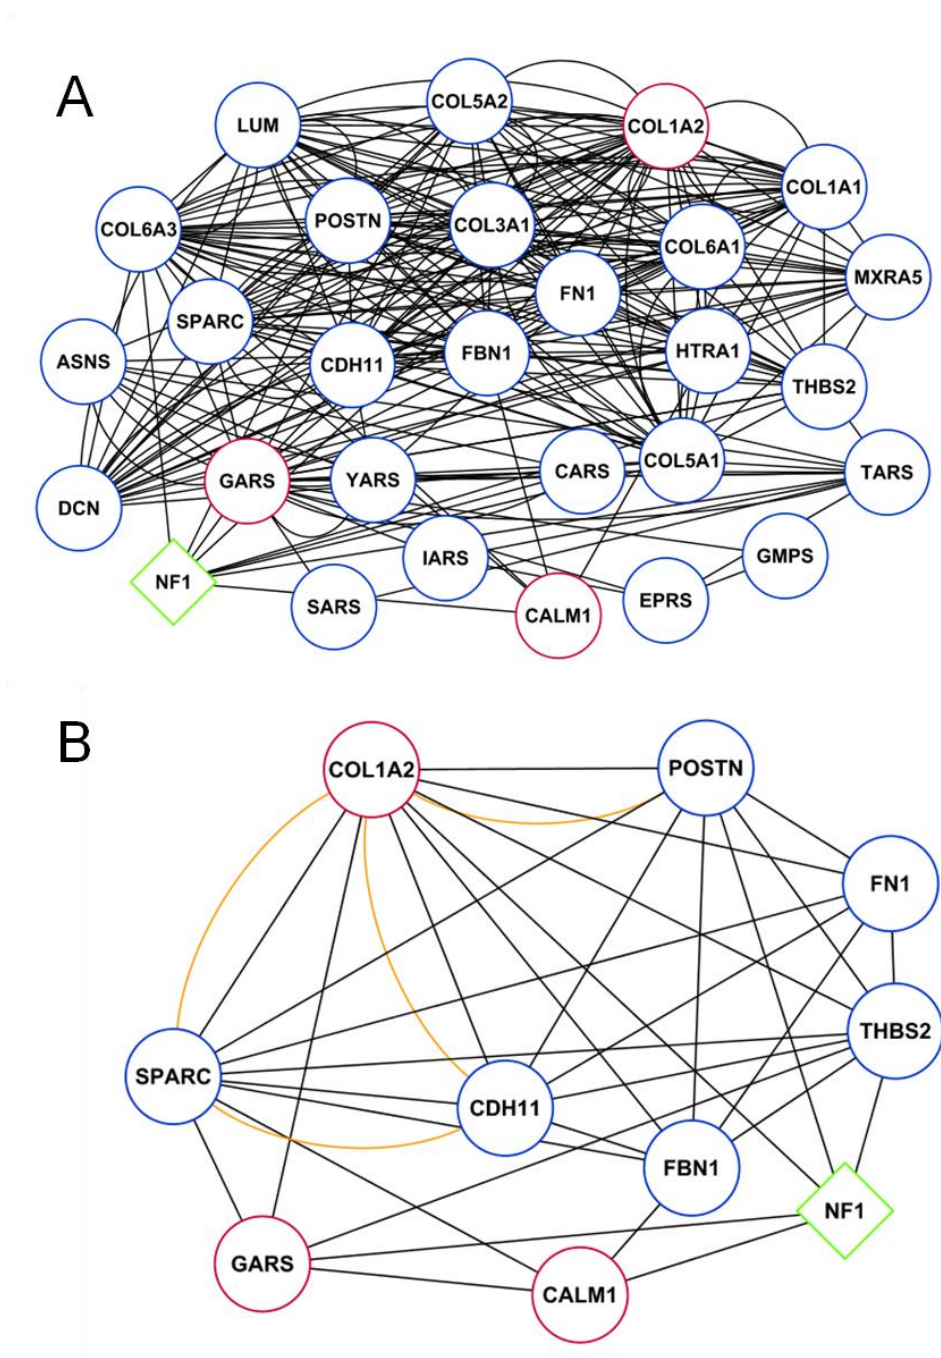 A
LUM
COL5A2
COL1A2
COL1A1
COL6A3
POSTN
COL3A1
COL6A1
MXRA5
FN1
SPARC
ASNS
CDH11
FBN1
HTRA1
THBS2
DCN
GARS
YARS
CARS
COL5A1
TARS
NF1
IARS
GMPS
SARS
CALM1
EPRS
B
COL1A2
POSTN
FN1
THBS2
SPARC
CDH11
FBN1
NF1
GARS
CALM1